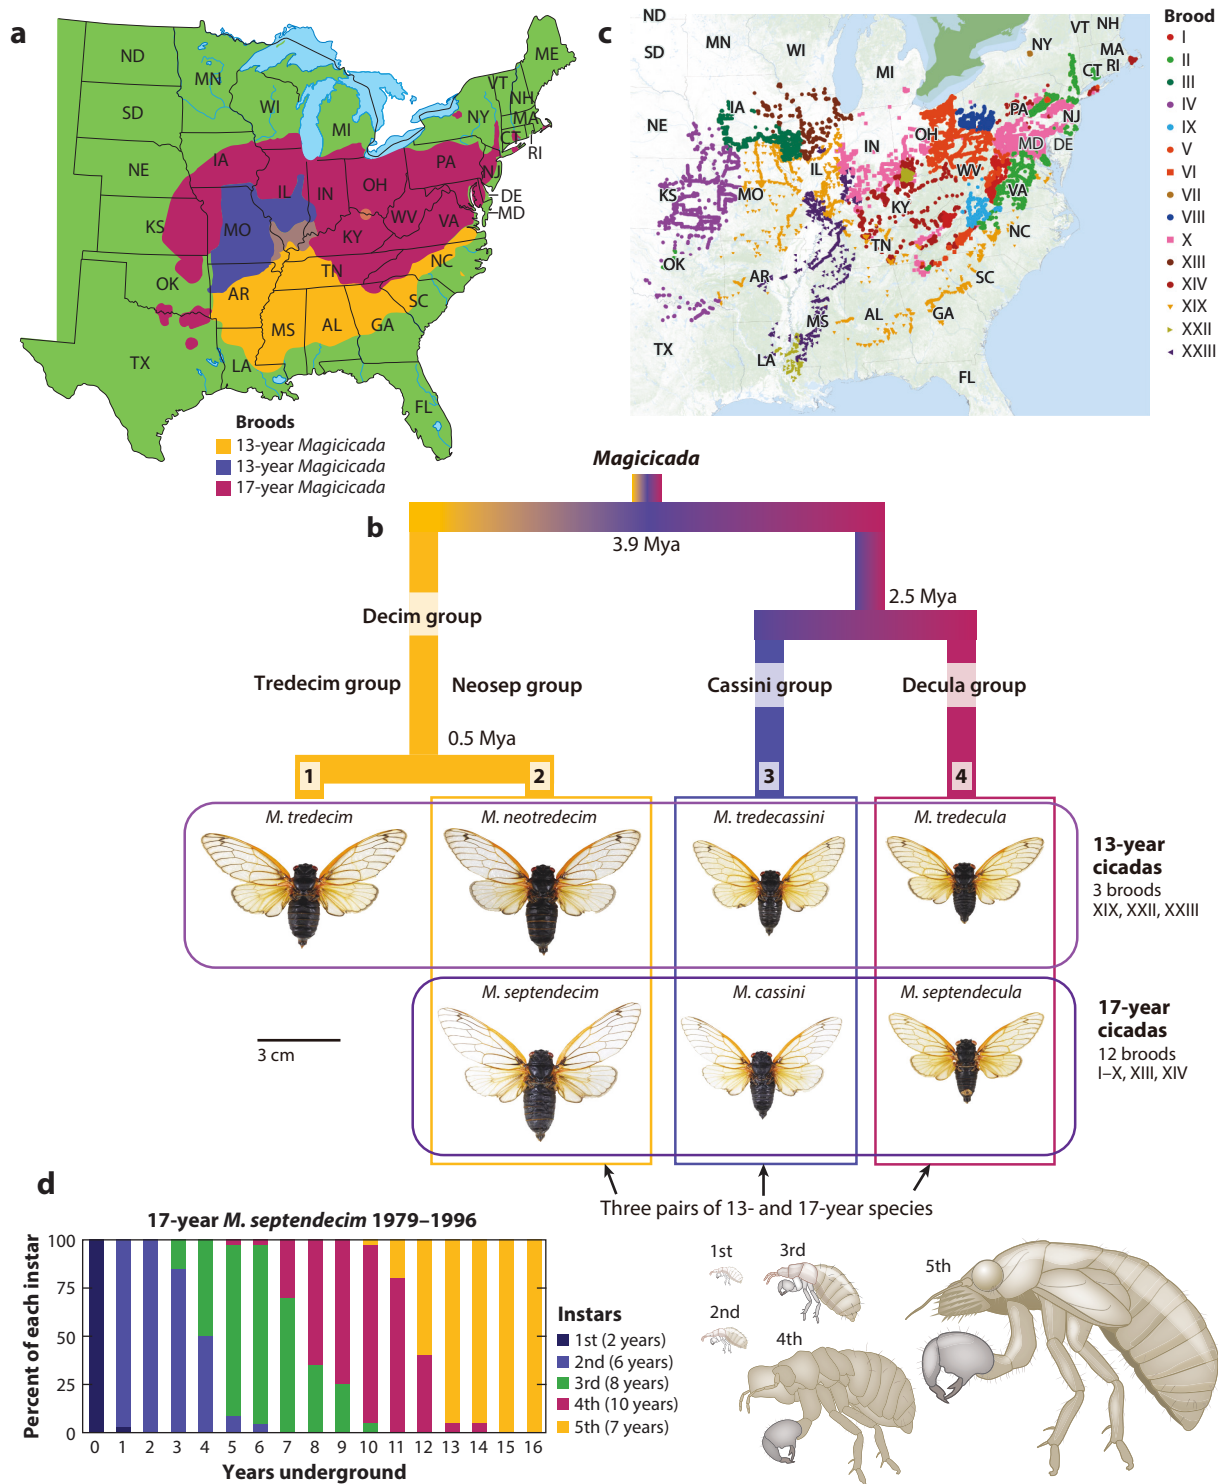 a
ND
MN
SD
WI
MI
NE
IA
IL
IN
OH
PA
NY
VT
NH
ME
MA
CT
RI
NJ
DE
MD
KS
MO
KY
WV
VA
OK
AR
TN
NC
SC
TX
LA
MS
AL
GA
FL
Broods
13-year Magicicada
13-year Magicicada
17-year Magicicada
c
ND
MN
SD
WI
MI
NE
IA
IL
IN
OH
PA
NY
VT
NH
MA
RI
CT
NJ
MD
DE
KS
MO
KY
WV
VA
OK
AR
TN
NC
SC
TX
LA
MS
AL
GA
FL
Brood
I
II
III
IV
IX
V
VI
VII
VIII
X
XIII
XIV
XIX
XXII
XXIII
b
Magicicada
3.9 Mya
2.5 Mya
Decim group
Tredecim group
Neosep group
Cassini group
Decula group
0.5 Mya
1
2
3
4
M. tredecim
M. neotredecim
M. tredecassini
M. tredecula
13-year
cicadas
3 broods
XIX, XXII, XXIII
M. septendecim
M. cassini
M. septendecula
17-year
cicadas
12 broods
I–X, XIII, XIV
3 cm
Three pairs of 13- and 17-year species
d
17-year M. septendecim 1979–1996
Percent of each instar
100
75
50
25
0
0 1 2 3 4 5 6 7 8 9 10 11 12 13 14 15 16
Years underground
Instars
1st (2 years)
2nd (6 years)
3rd (8 years)
4th (10 years)
5th (7 years)
1st
2nd
3rd
4th
5th